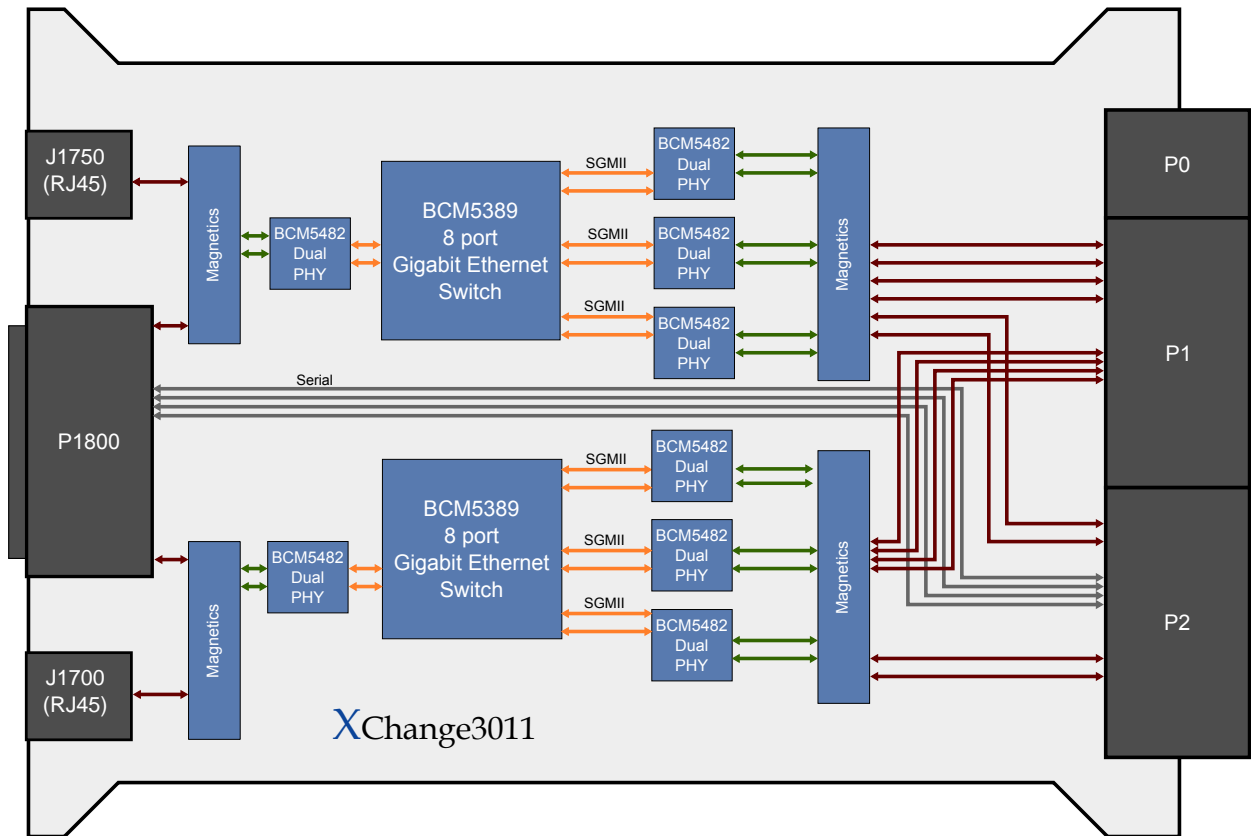 J1750
(RJ45)
Magnetics
BCM5482
Dual
PHY
BCM5389
8 port
Gigabit Ethernet
Switch
SGMII
SGMII
SGMII
BCM5482
Dual
PHY
BCM5482
Dual
PHY
BCM5482
Dual
PHY
Magnetics
P0
P1
Serial
P1800
BCM5389
8 port
Gigabit Ethernet
Switch
SGMII
SGMII
SGMII
BCM5482
Dual
PHY
BCM5482
Dual
PHY
BCM5482
Dual
PHY
BCM5482
Dual
PHY
Magnetics
Magnetics
P2
J1700
(RJ45)
XChange3011